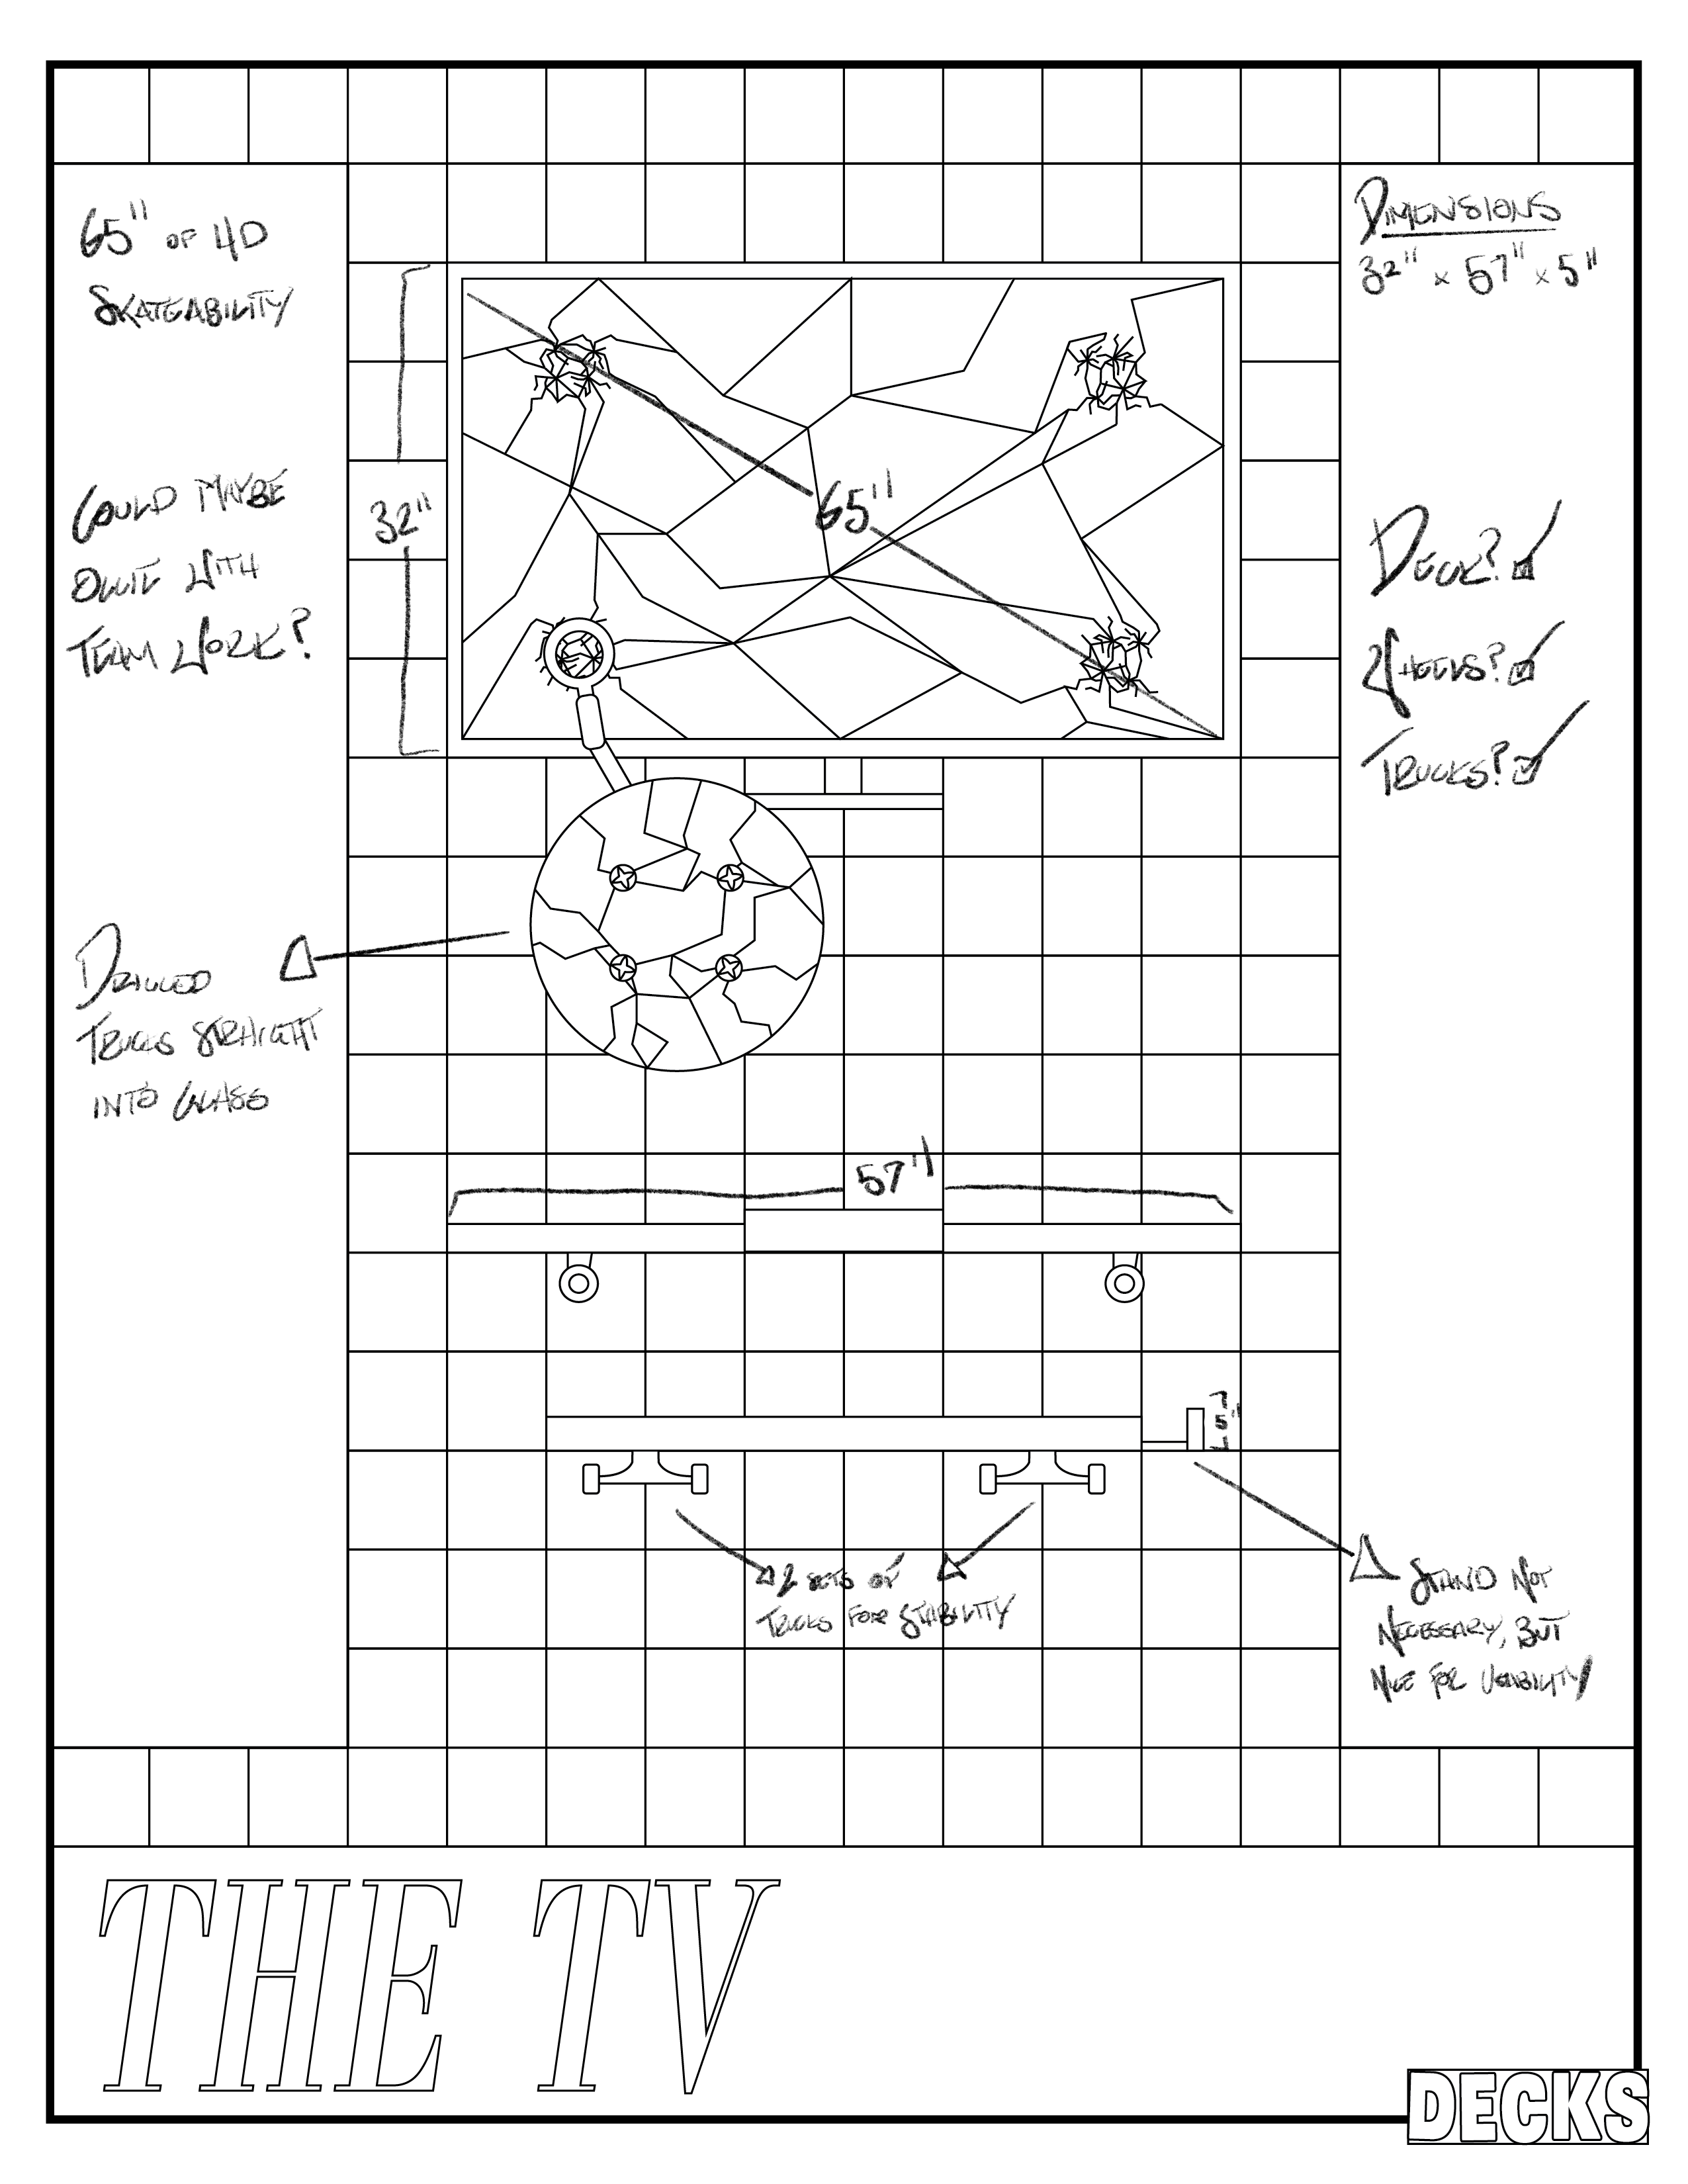 65" OF 4D
SKATEABILITY
COULD MAYBE
OLLIE WITH
TEAM WORK?
DRILLED
TRUCKS STRAIGHT
INTO GLASS
32"
65"
57"
5"
2 SETS OF
TRUCKS FOR STABILITY
DIMENSIONS
32" x 57" x 5"
DECK? ☑
WHEELS? ☑
TRUCKS? ☑
STAND NOT
NECESSARY, BUT
NICE FOR USABILITY
THE TV
DECKS